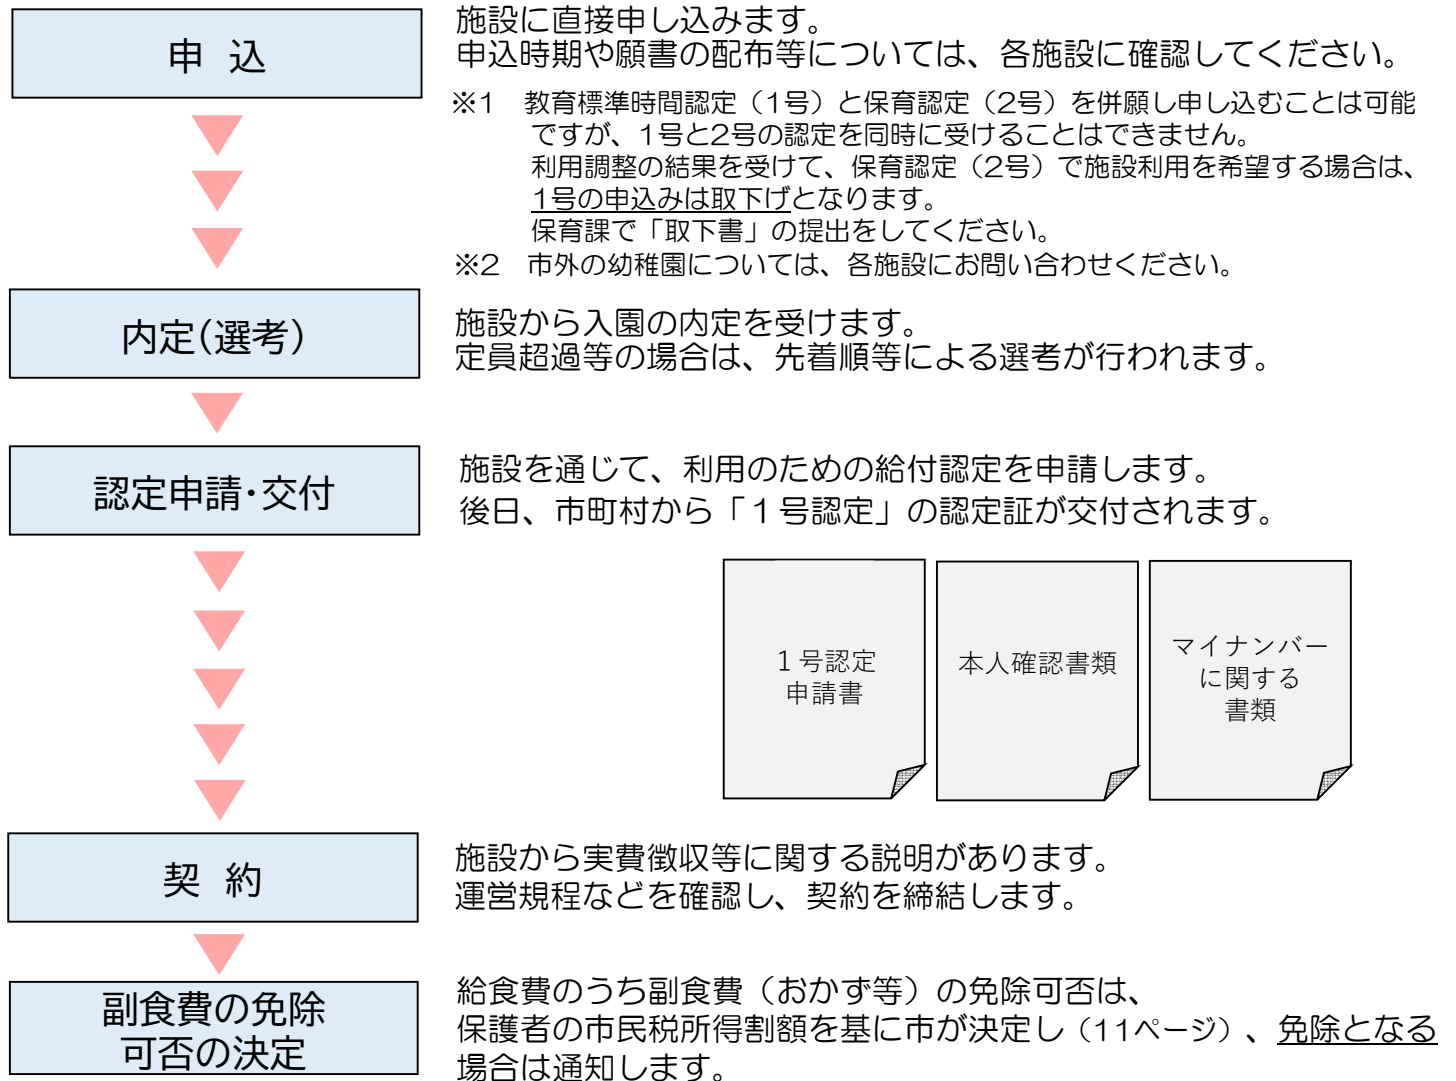 申 込
施設に直接申し込みます。
申込時期や願書の配布等については、各施設に確認してください。
※1 教育標準時間認定（1号）と保育認定（2号）を併願し申し込むことは可能
ですが、1号と2号の認定を同時に受けることはできません。
利用調整の結果を受けて、保育認定（2号）で施設利用を希望する場合は、
1号の申込みは取下げとなります。
保育課で「取下書」の提出をしてください。
※2 市外の幼稚園については、各施設にお問い合わせください。
内定(選考)
施設から入園の内定を受けます。
定員超過等の場合は、先着順等による選考が行われます。
認定申請・交付
施設を通じて、利用のための給付認定を申請します。
後日、市町村から「１号認定」の認定証が交付されます。
１号認定
申請書
本人確認書類
マイナンバー
に関する
書類
契 約
施設から実費徴収等に関する説明があります。
運営規程などを確認し、契約を締結します。
副食費の免除
可否の決定
給食費のうち副食費（おかず等）の免除可否は、
保護者の市民税所得割額を基に市が決定し（11ページ）、免除となる
場合は通知します。